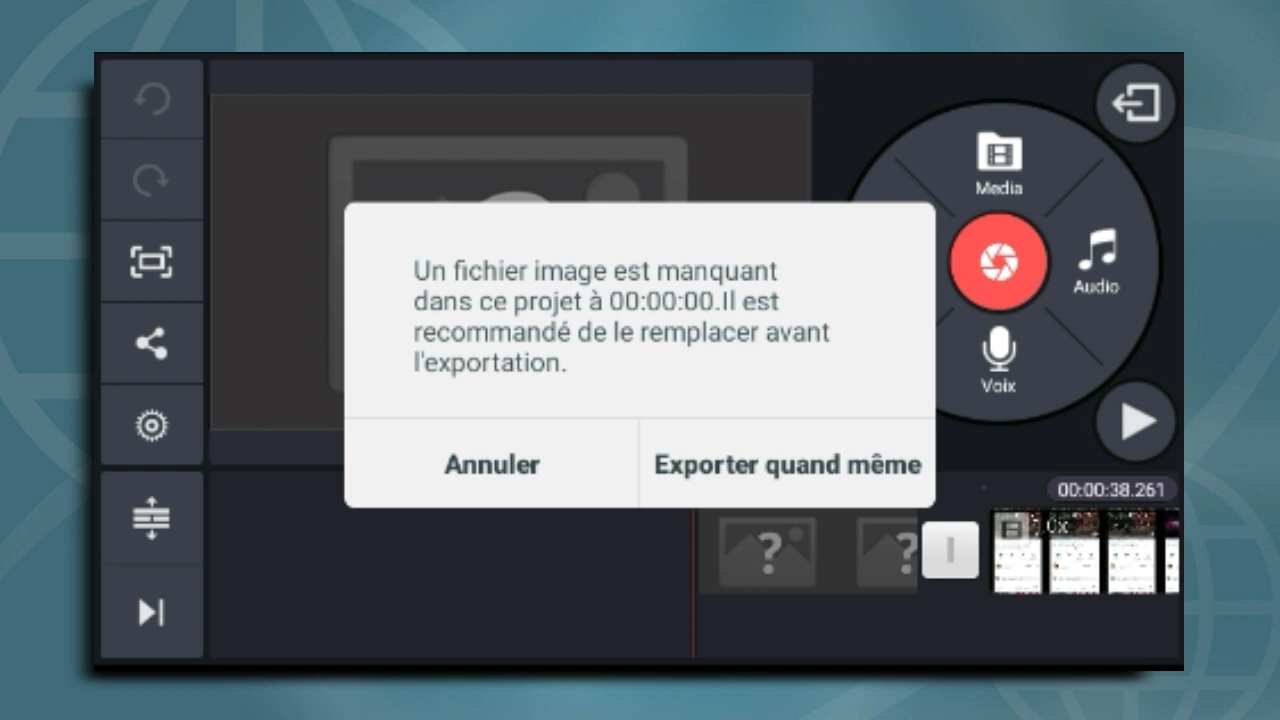 Media
Audio
Voix
Un fichier image est manquant
dans ce projet à 00:00:00.Il est
recommandé de le remplacer avant
l'exportation.
Annuler
Exporter quand même
00:00:38.261
? ?